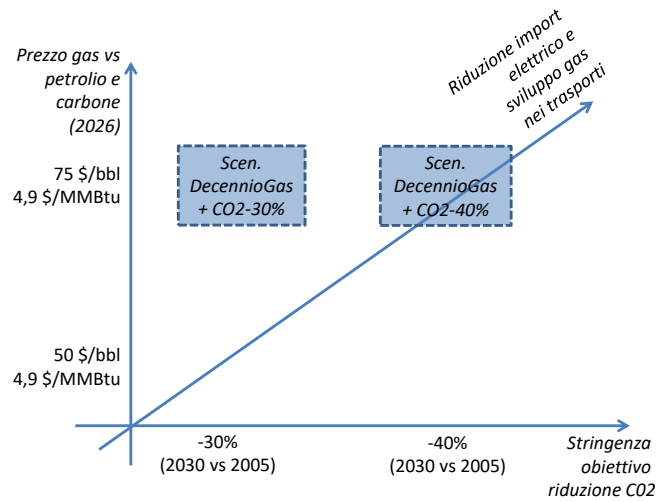 Prezzo gas vs
petrolio e
carbone
(2026)
Riduzione import
elettrico e
sviluppo gas
nei trasporti
75 $/bbl
4,9 $/MMBtu
Scen.
DecennioGas
+ CO2-30%
Scen.
DecennioGas
+ CO2-40%
50 $/bbl
4,9 $/MMBtu
-30%
(2030 vs 2005)
-40%
(2030 vs 2005)
Stringenza
obiettivo
riduzione C02